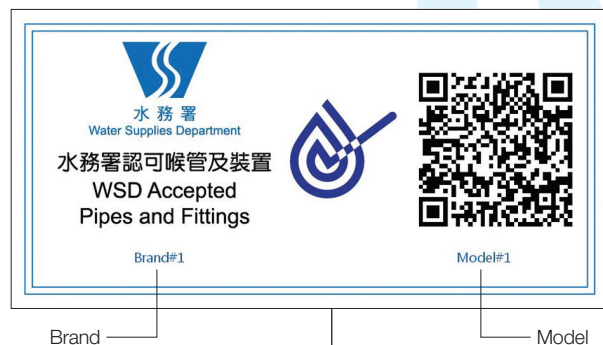 水務署
Water Supplies Department
水務署認可喉管及裝置
WSD Accepted
Pipes and Fittings
Brand#1
Model#1
Brand
Model